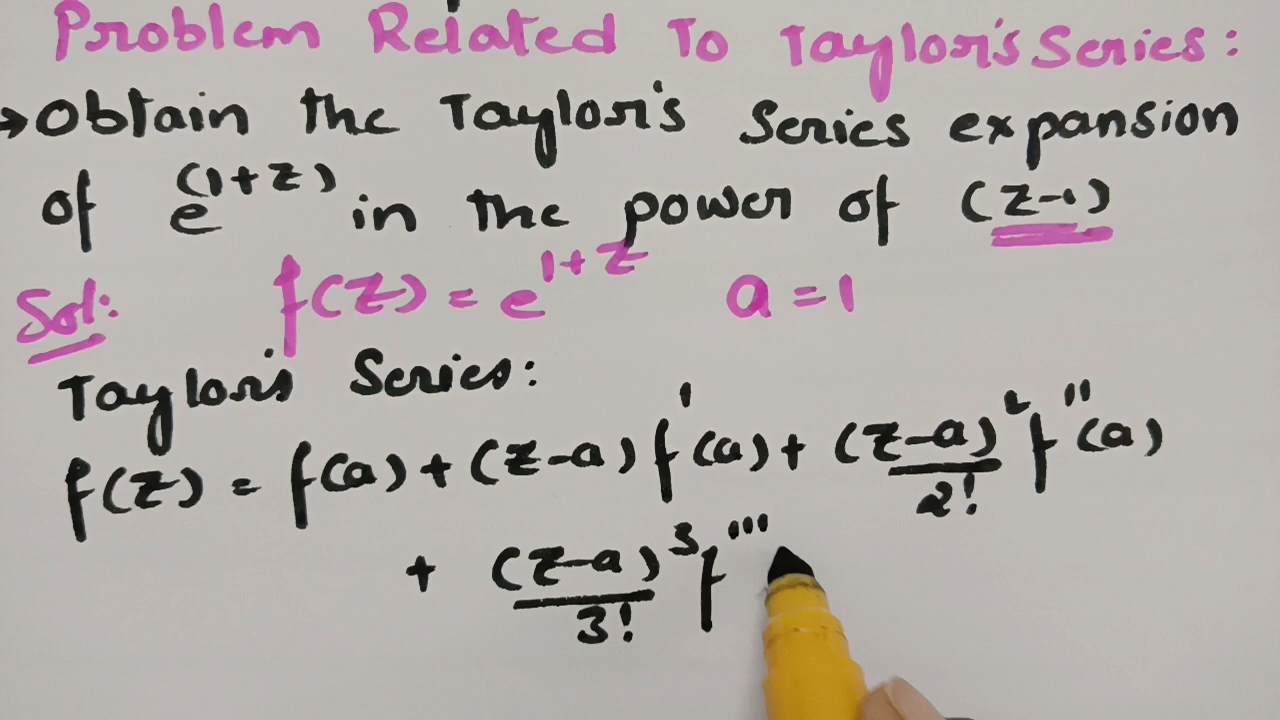 Problem Related To Taylor's Series:
→Obtain the Taylor's Series expansion
of e^(1+z) in the power of (z-1)
Sol: f(z) = e^1+z a = 1
Taylor's Series:
f(z) = f(a) + (z-a) f'(a) + (z-a)^2/2! f''(a)
+ (z-a)^3/3! f'''